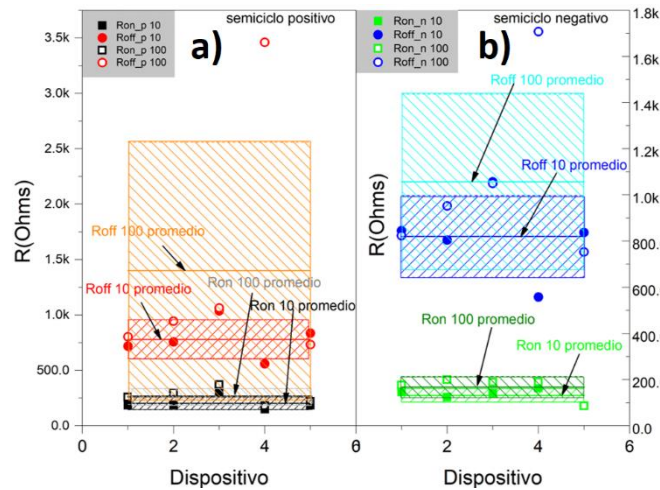 semiciclo positivo
Ron_p 10
Roff_p 10
Ron_p 100
Roff_p 100
a)
3.5k
3.0k
2.5k
2.0k
1.5k
1.0k
500.0
0.0
R(Ohms)
Roff 100 promedio
Roff 10 promedio
Ron 100 promedio
Ron 10 promedio
0 2 4 6
Dispositivo
semiciclo negativo
Ron_n 10
Roff_n 10
Ron_n 100
Roff_n 100
b)
1.8k
1.6k
1.4k
1.2k
1.0k
800.0
600.0
400.0
200.0
0.0
R(Ohms)
Roff 100 promedio
Roff 10 promedio
Ron 100 promedio
Ron 10 promedio
2 4 6
Dispositivo